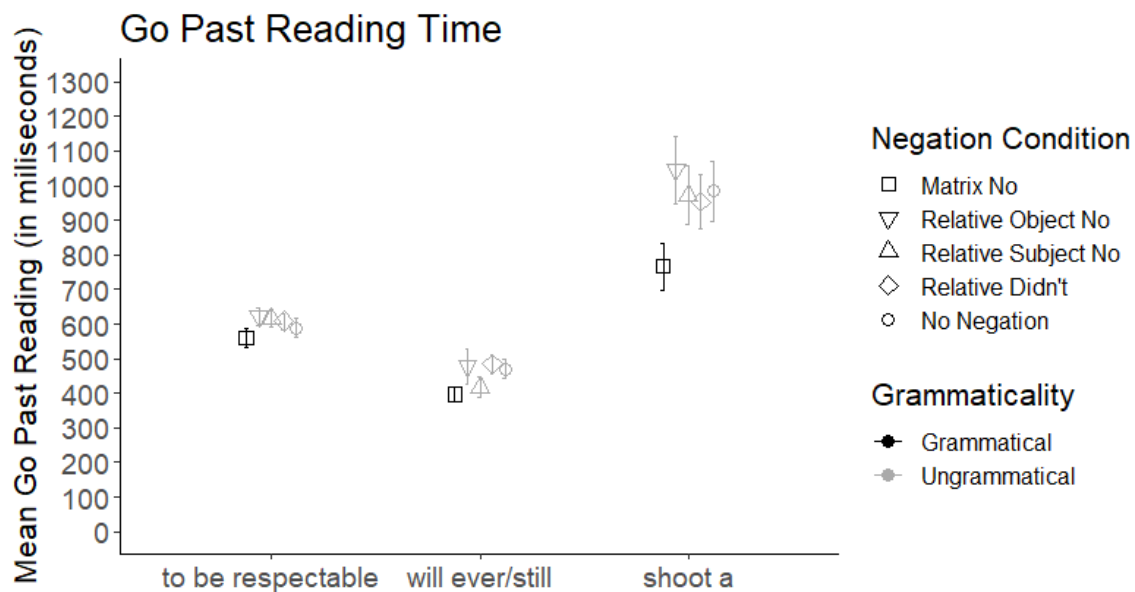 Go Past Reading Time
Mean Go Past Reading (in miliseconds)
1300
1200
1100
1000
900
800
700
600
500
400
300
200
100
0
to be respectable
will ever/still
shoot a
Negation Condition
Matrix No
Relative Object No
Relative Subject No
Relative Didn't
No Negation
Grammaticality
Grammatical
Ungrammatical